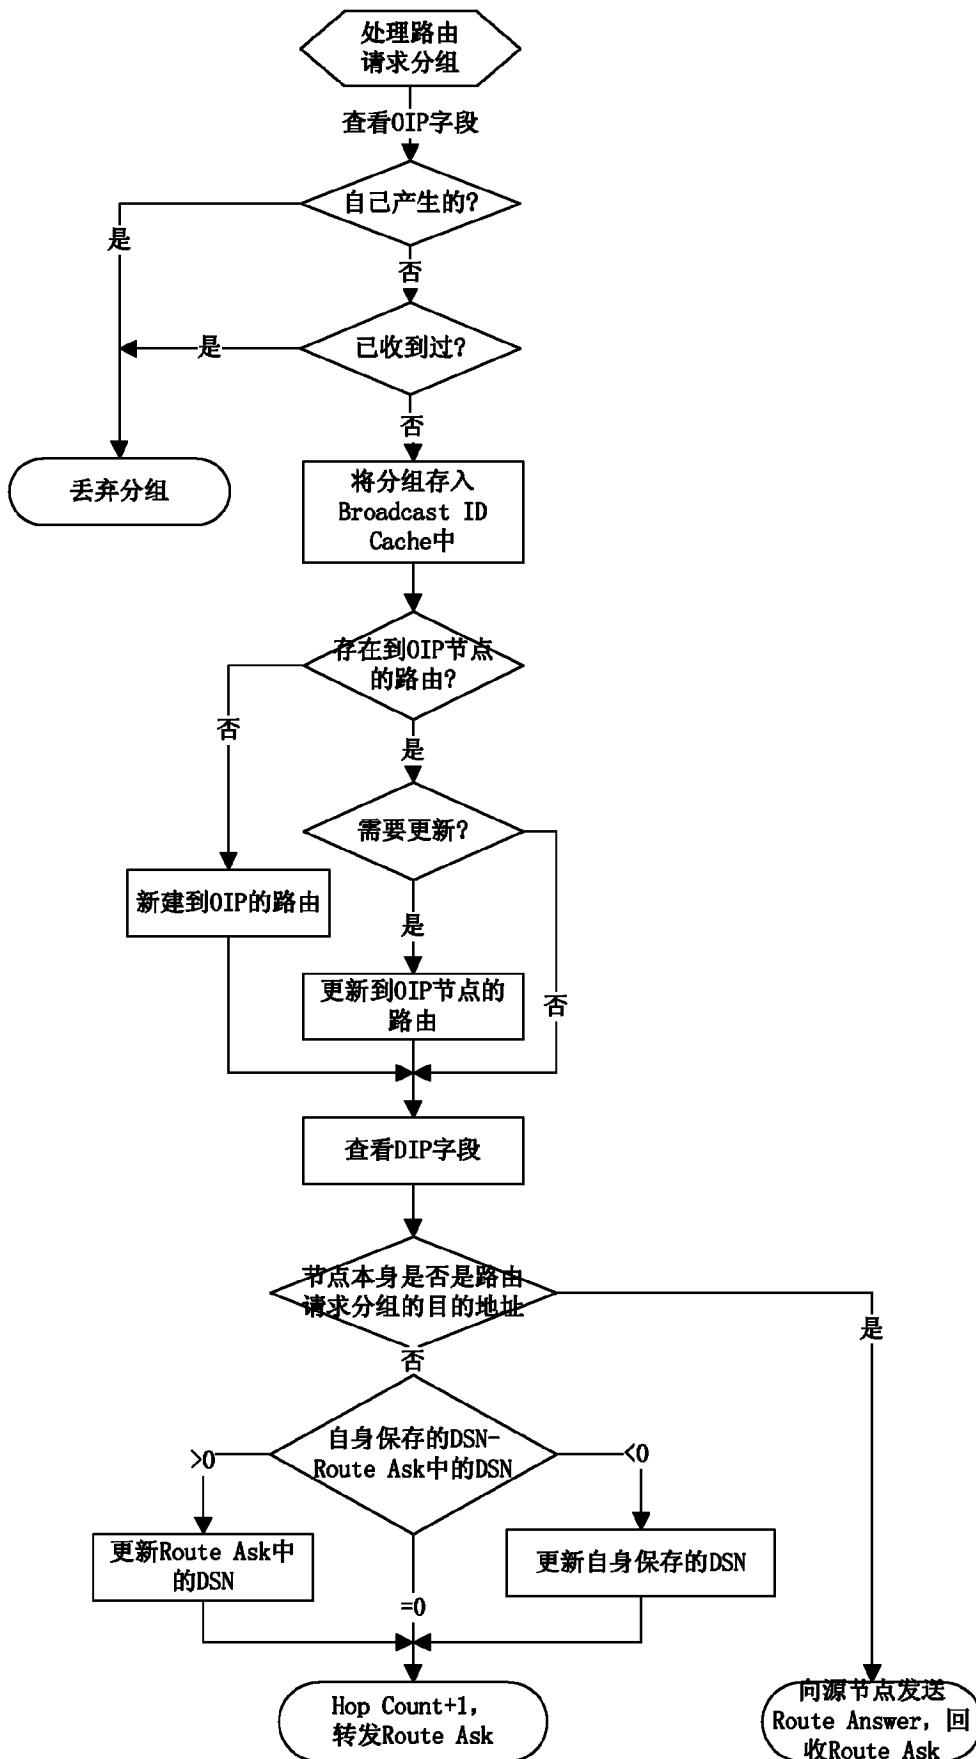 处理路由
请求分组
查看OIP字段
自己产生的?
是
否
已收到过?
是
否
丢弃分组
将分组存入
Broadcast ID
Cache中
存在到OIP节点
的路由?
否
是
需要更新?
新建到OIP的路由
是
否
更新到OIP节点的
路由
查看DIP字段
节点本身是否是路由
请求分组的目的地址
是
否
自身保存的DSN-
Route Ask中的DSN
>0
<0
更新Route Ask中
的DSN
更新自身保存的DSN
=0
Hop Count+1,
转发Route Ask
向源节点发送
Route Answer, 回
收Route Ask